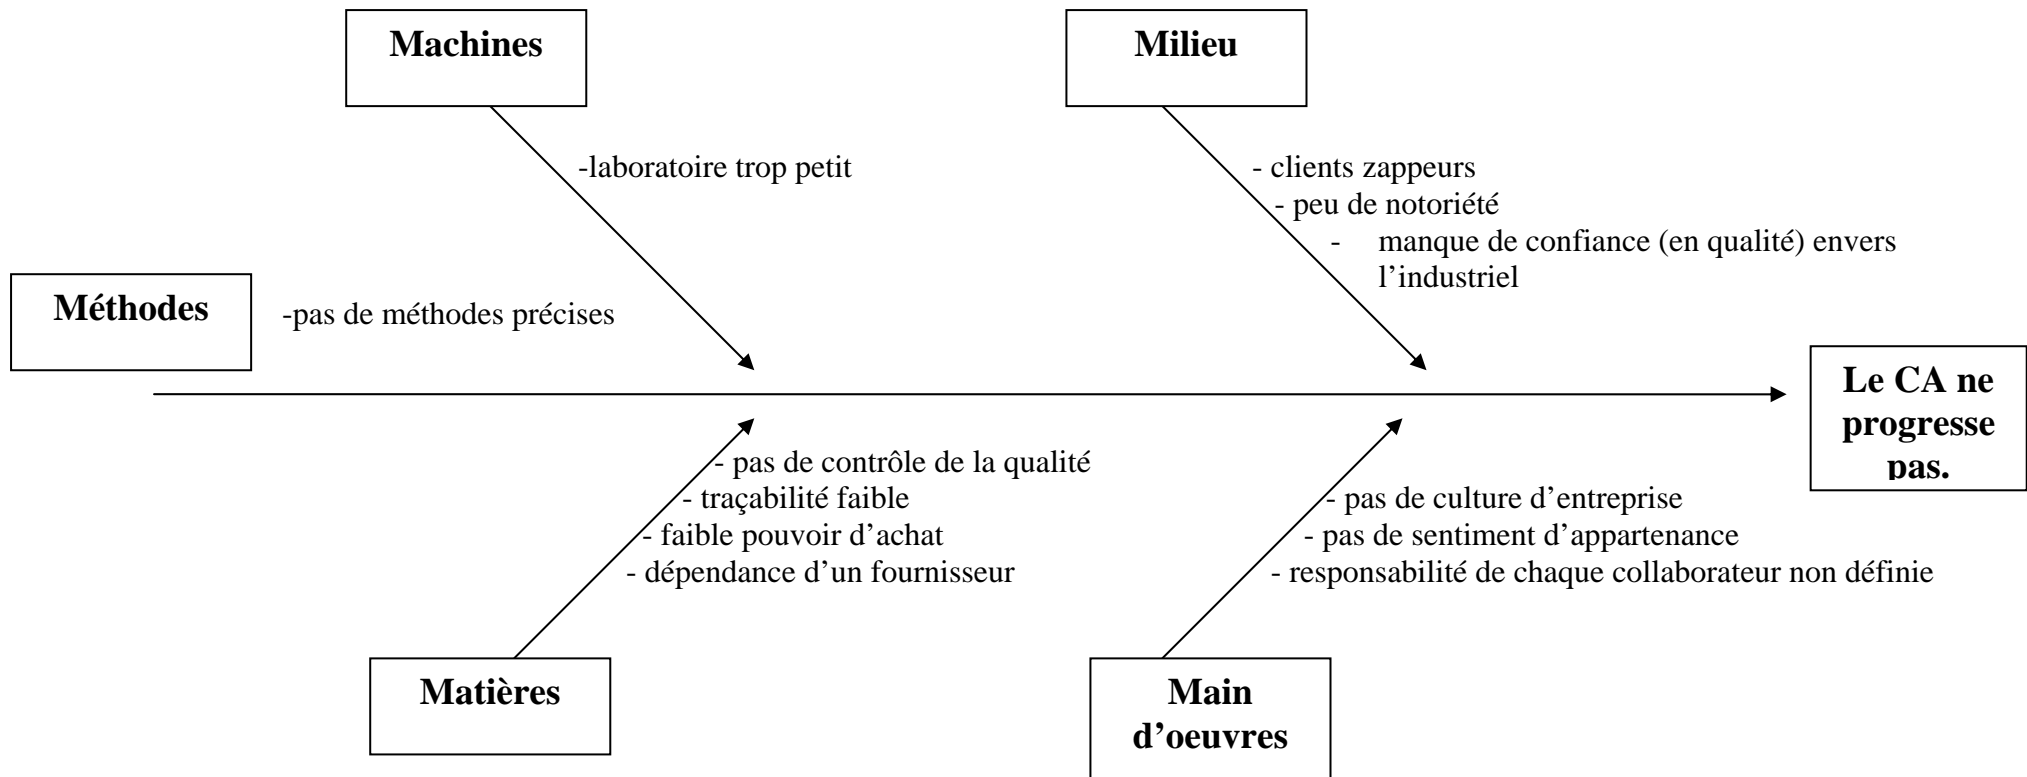 Machines
Milieu
-laboratoire trop petit
- clients zappeurs
- peu de notoriété
- manque de confiance (en qualité) envers
l’industriel
Méthodes
-pas de méthodes précises
Le CA ne
progresse
pas.
- pas de contrôle de la qualité
- traçabilité faible
- faible pouvoir d’achat
- dépendance d’un fournisseur
- pas de culture d’entreprise
- pas de sentiment d’appartenance
- responsabilité de chaque collaborateur non définie
Matières
Main
d’oeuvres